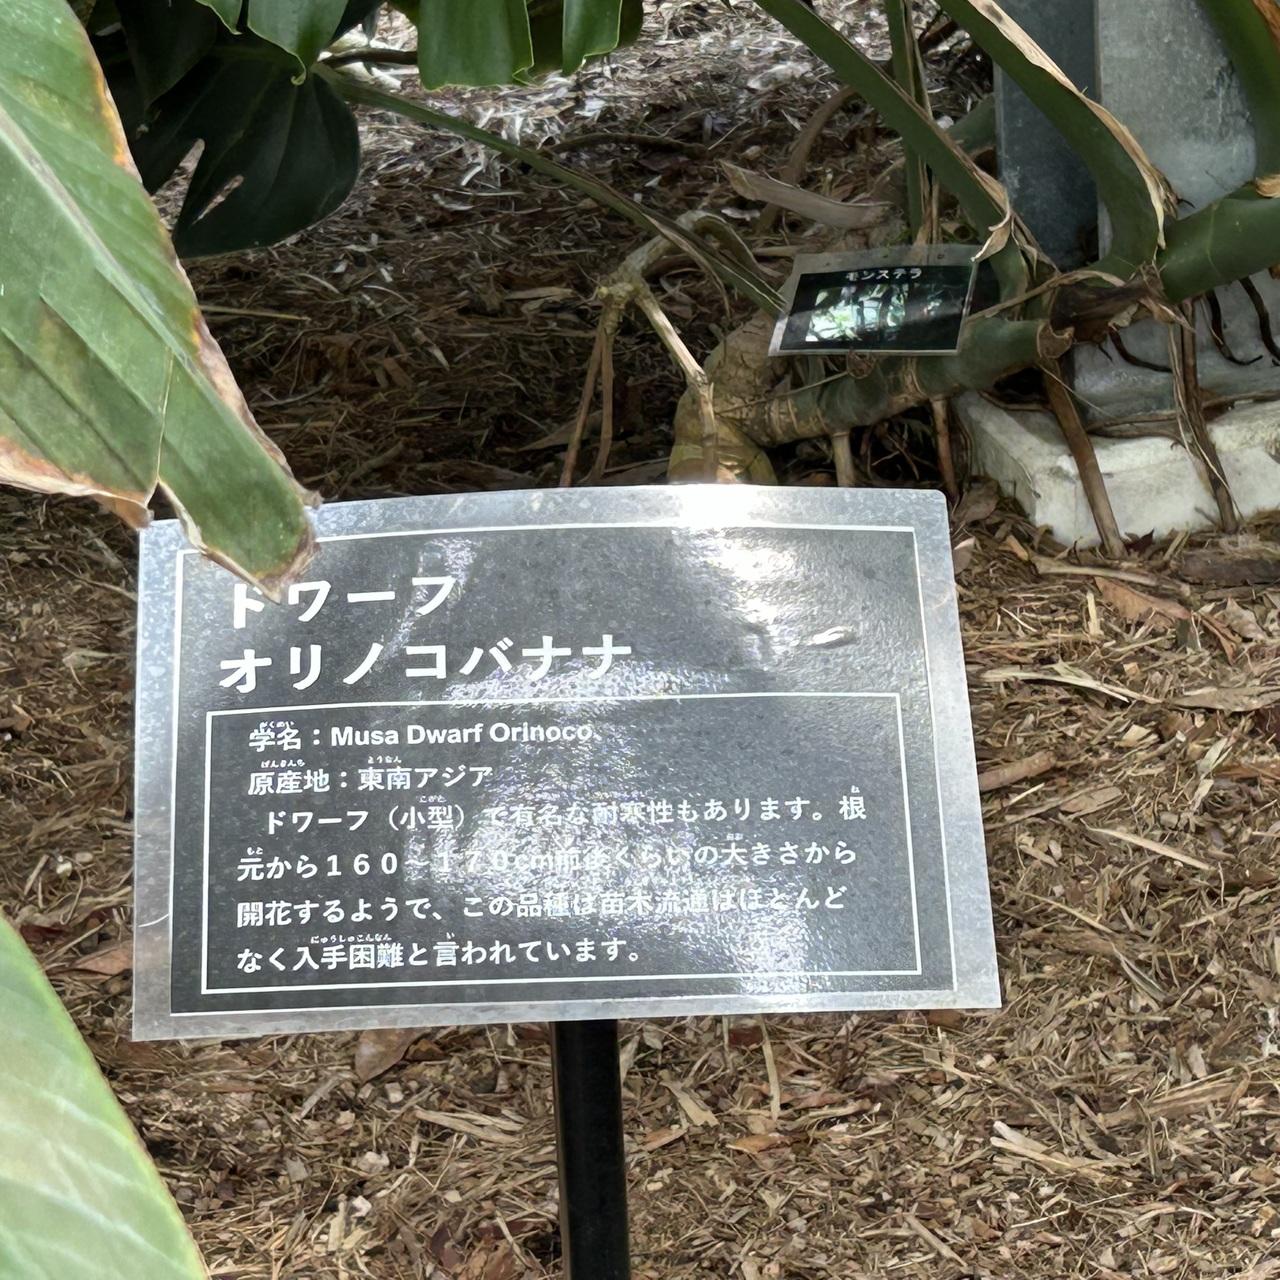 モンステラ
ドワーフ
オリノコバナナ
学名：Musa Dwarf Orinoco
原産地：東南アジア
ドワーフ（小型）で有名な耐寒性もあります。根
元から１６０～１７０cm前後くらいの大きさから
開花するようで、この品種は苗木流通はほとんど
なく入手困難と言われています。